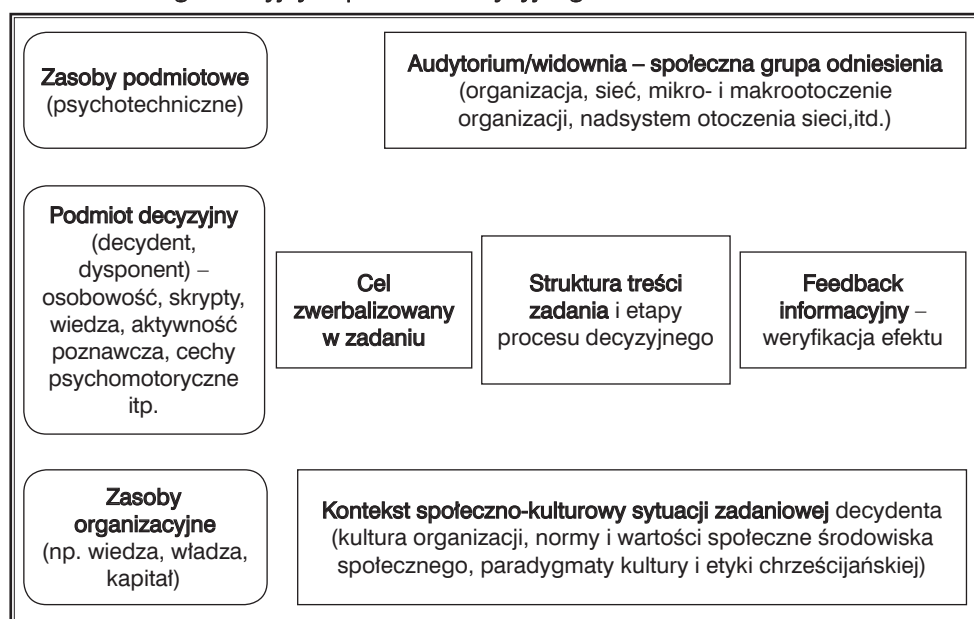 Zasoby podmiotowe
(psychotechniczne)
Audytorium/widownia – społeczna grupa odniesienia
(organizacja, sieć, mikro- i makrootoczenie
organizacji, nadsystem otoczenia sieci,itd.)
Podmiot decyzyjny
(decydent,
dysponent) –
osobowość, skrypty,
wiedza, aktywność
poznawcza, cechy
psychomotoryczne
itp.
Cel
zwerbalizowany
w zadaniu
Struktura treści
zadania i etapy
procesu decyzyjnego
Feedback
informacyjny –
weryfikacja efektu
Zasoby
organizacyjne
(np. wiedza, władza,
kapitał)
Kontekst społeczno-kulturowy sytuacji zadaniowej decydenta
(kultura organizacji, normy i wartości społeczne środowiska
społecznego, paradygmaty kultury i etyki chrześcijańskiej)